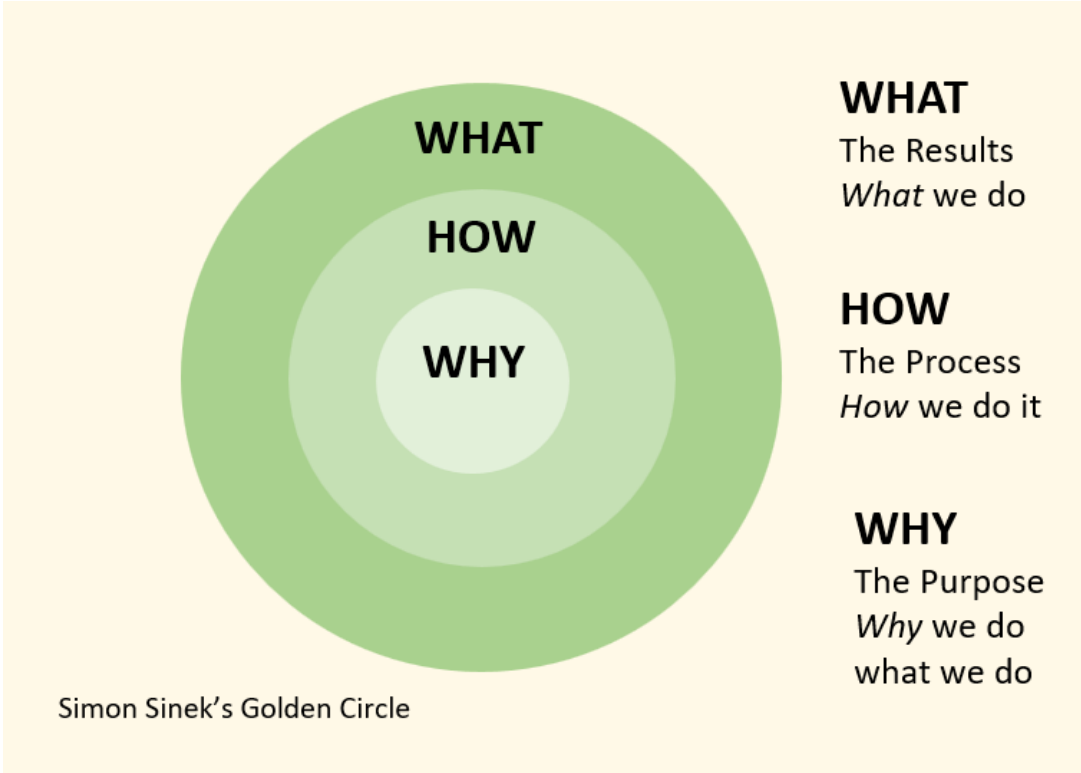 WHAT
HOW
WHY
WHAT
The Results
What we do
HOW
The Process
How we do it
WHY
The Purpose
Why we do
what we do
Simon Sinek’s Golden Circle